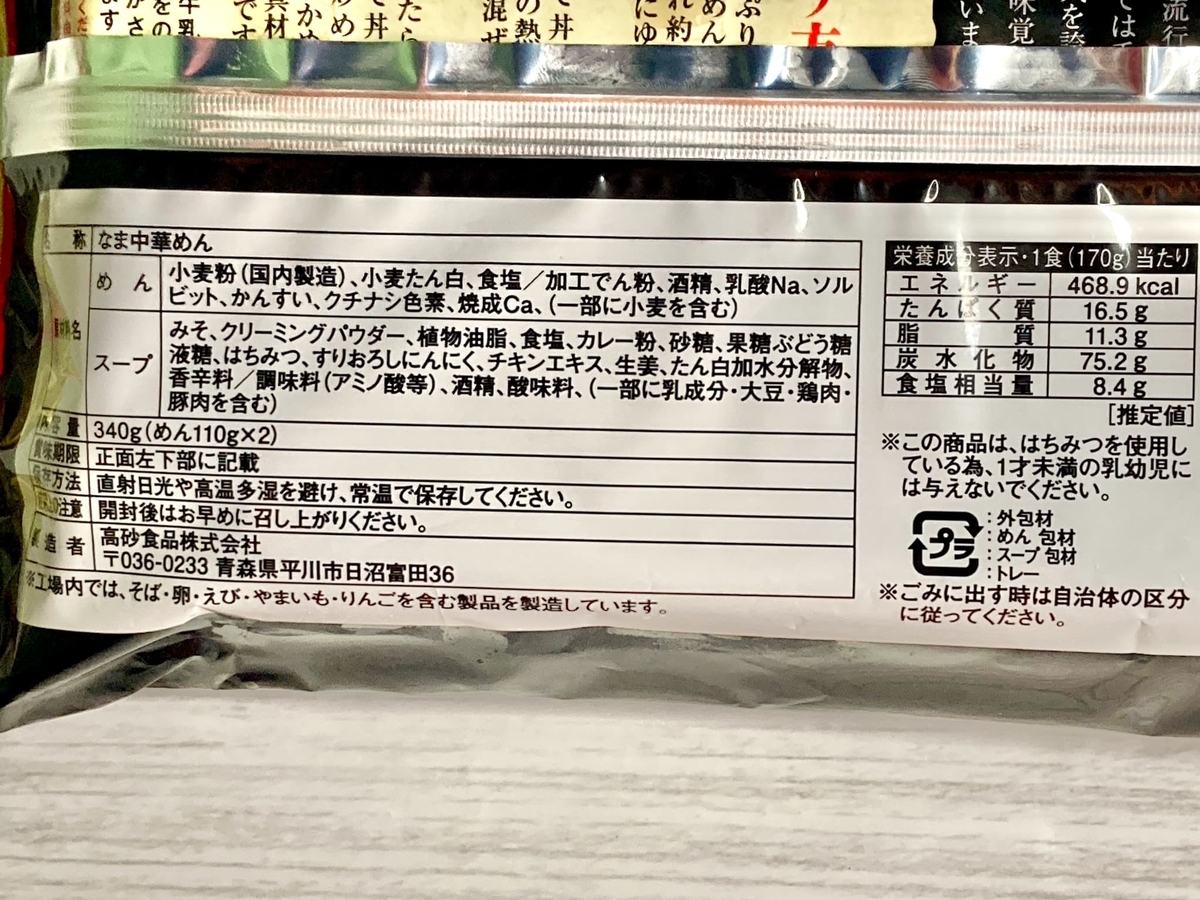 名 称 なま中華めん
原材料名
めん 小麦粉(国内製造)、小麦たん白、食塩/加工でん粉、酒精、乳酸Na、ソル
ビット、かんすい、クチナシ色素、焼成Ca、(一部に小麦を含む)
スープ みそ、クリーミングパウダー、植物油脂、食塩、カレー粉、砂糖、果糖ぶどう糖
液糖、はちみつ、すりおろしにんにく、チキンエキス、生姜、たん白加水分解物、
香辛料/調味料(アミノ酸等)、酒精、酸味料、(一部に乳成分・大豆・鶏肉・
豚肉を含む)
内容量 340g(めん110g×2)
賞味期限 正面左下部に記載
保存方法 直射日光や高温多湿を避け、常温で保存してください。
注意 開封後はお早めに召し上がりください。
製造者 高砂食品株式会社
〒036-0233 青森県平川市日沼富田36
※工場内では、そば・卵・えび・やまいも・りんごを含む製品を製造しています。
栄養成分表示・1食(170g)当たり
エネルギー 468.9 kcal
たんぱく質 16.5 g
脂質 11.3 g
炭水化物 75.2 g
食塩相当量 8.4 g
[推定値]
※この商品は、はちみつを使用し
ている為、1才未満の乳幼児に
は与えないでください。
プラ
:外包材
:めん 包材
:スープ 包材
:トレー
※ごみに出す時は自治体の区分
に従ってください。